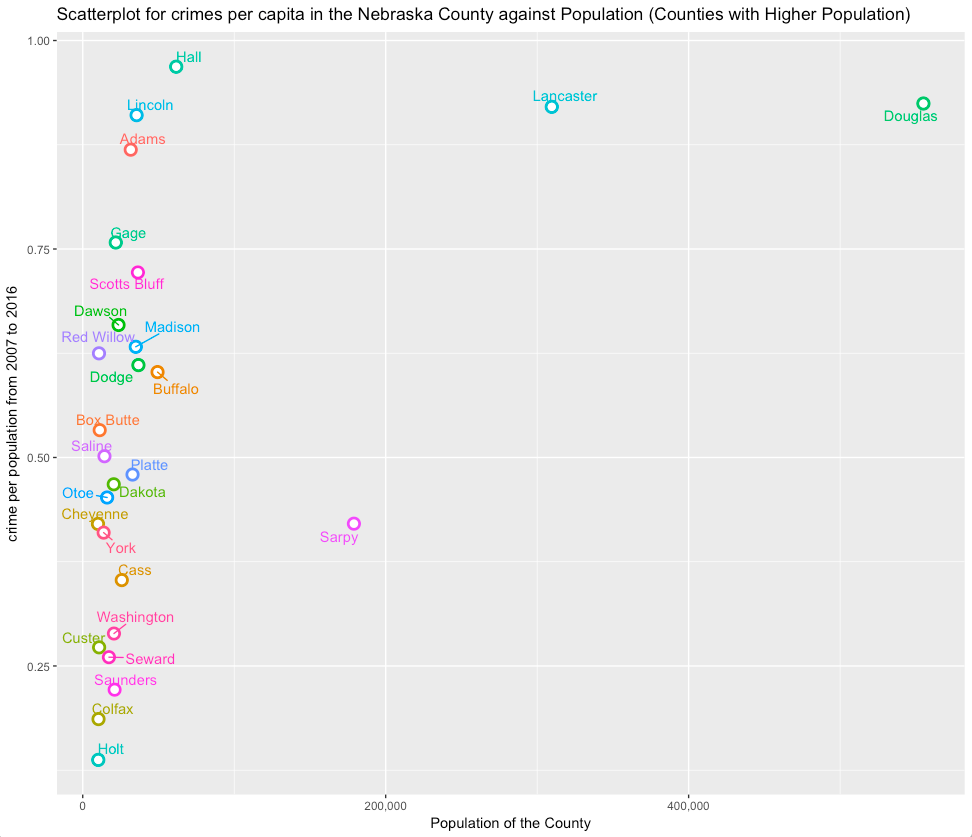 Scatterplot for crimes per capita in the Nebraska County against Population (Counties with Higher Population)
1.00
Hall
Lancaster
Lincoln
Douglas
Adams
Gage
0.75
Scotts Bluff
Dawson
Madison
Red Willow
Dodge
Buffalo
Box Butte
Saline
0.50
Platte
Otoe
Dakota
Cheyenne
Sarpy
York
Cass
Washington
Custer
Seward
0.25
Saunders
Colfax
Holt
0
200,000
400,000
Population of the County
crime per population from 2007 to 2016